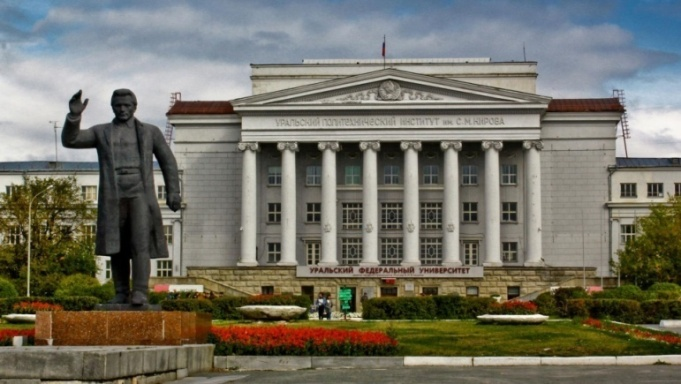 УРАЛЬСКИЙ ПОЛИТЕХНИЧЕСКИЙ ИНСТИТУТ им. С.М.КИРОВА
УРАЛЬСКИЙ ФЕДЕРАЛЬНЫЙ УНИВЕРСИТЕТ